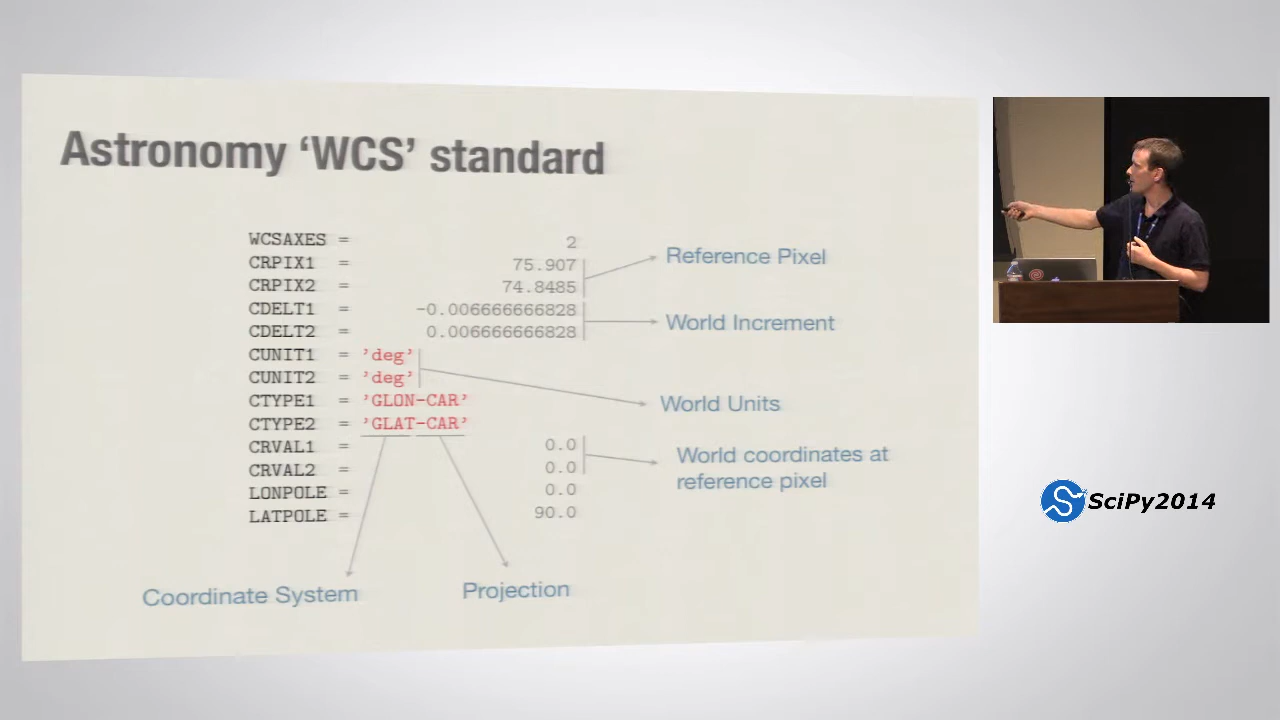 Astronomy ‘WCS’ standard
WCSAXES = 2
CRPIX1 = 75.907
CRPIX2 = 74.8485
CDELT1 = -0.006666666828
CDELT2 = 0.006666666828
CUNIT1 = 'deg'
CUNIT2 = 'deg'
CTYPE1 = 'GLON-CAR'
CTYPE2 = 'GLAT-CAR'
CRVAL1 = 0.0
CRVAL2 = 0.0
LONPOLE = 0.0
LATPOLE = 90.0
Reference Pixel
World Increment
World Units
World coordinates at
reference pixel
Coordinate System
Projection
SciPy2014